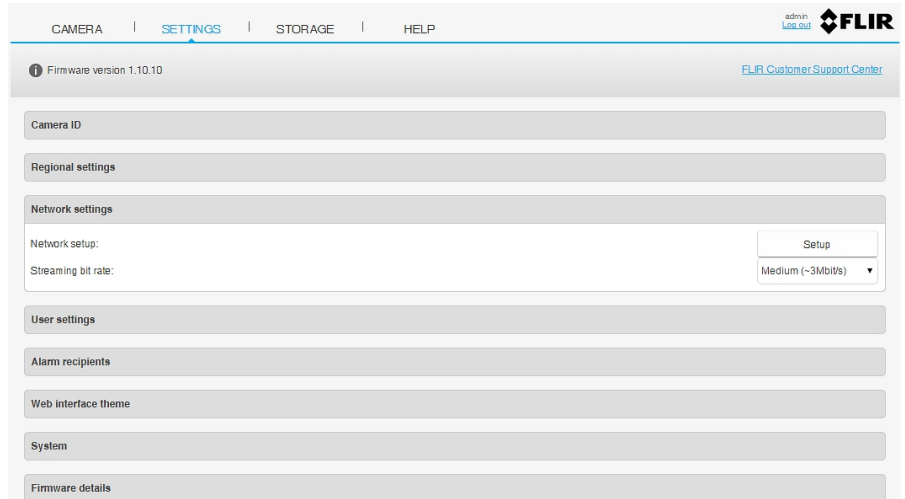 CAMERA | SETTINGS | STORAGE | HELP
admin
Log out
FLIR
Firmware version 1.10.10
FLIR Customer Support Center
Camera ID
Regional settings
Network settings
Network setup: Setup
Streaming bit rate: Medium (~3Mbit/s)
User settings
Alarm recipients
Web interface theme
System
Firmware details